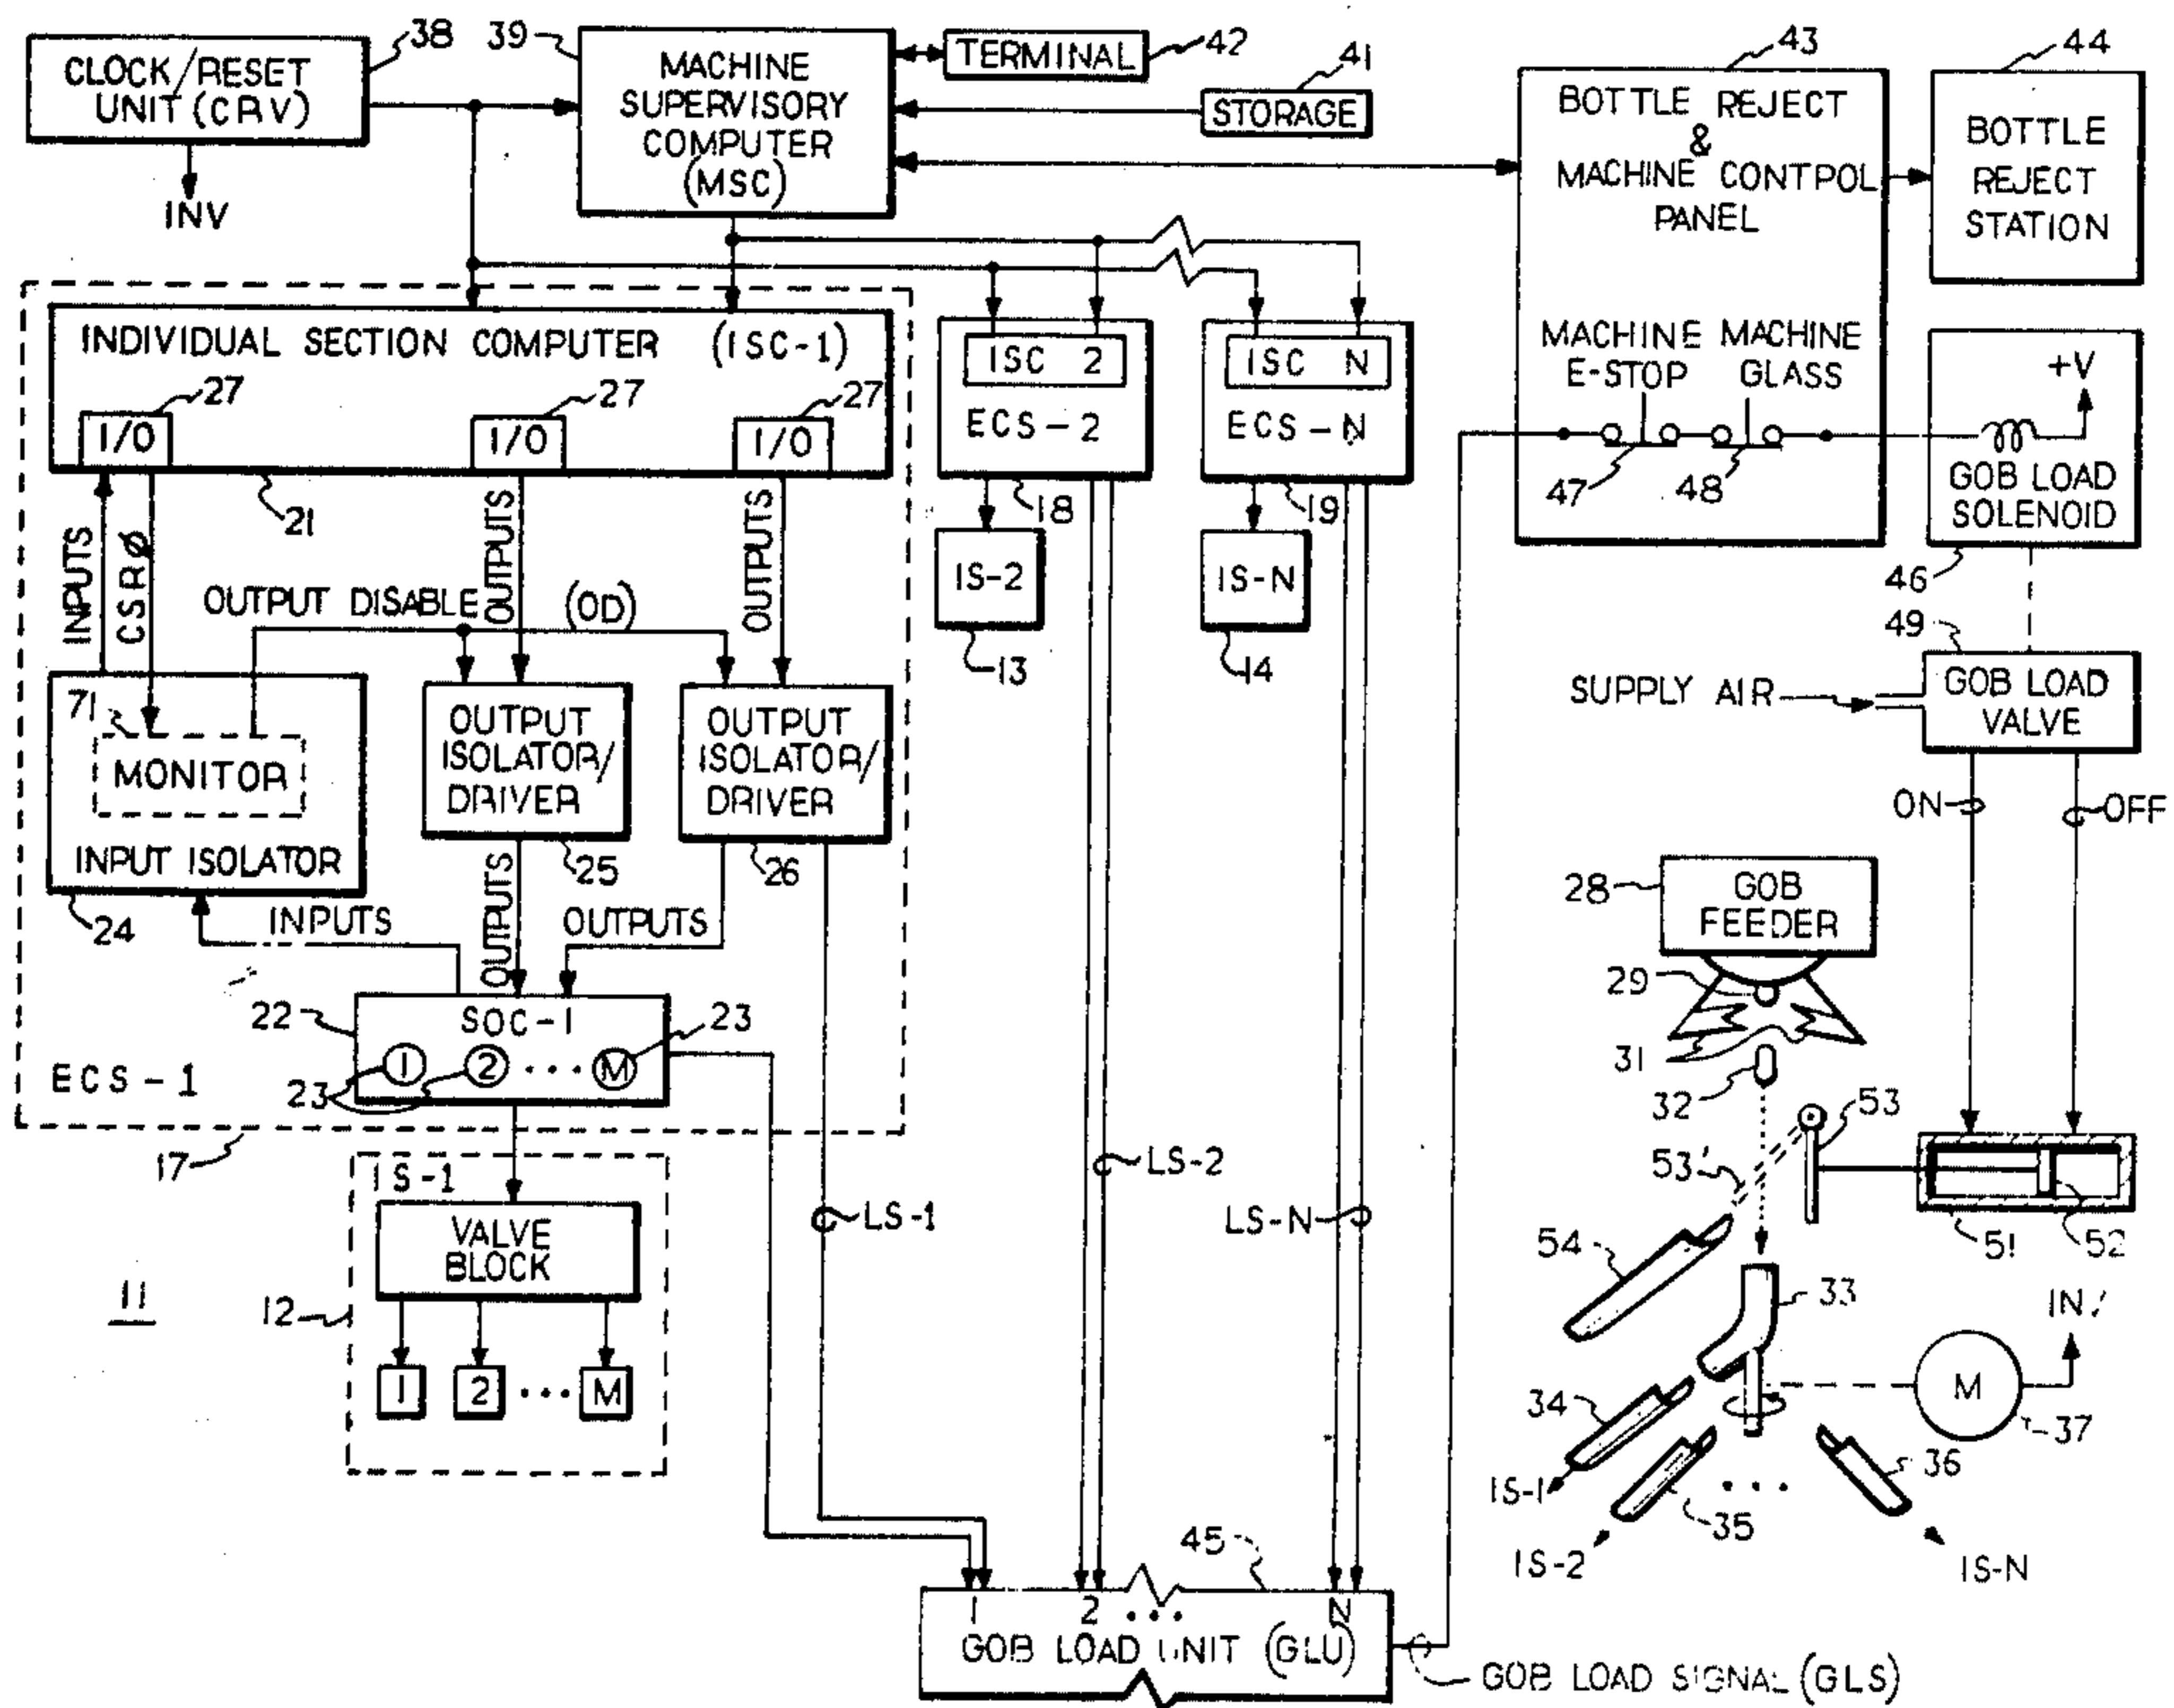 CLOCK/RESET
UNIT (CRV)
38
INV
39
MACHINE
SUPERVISORY
COMPUTER
(MSC)
TERMINAL
42
41
STORAGE
43
BOTTLE REJECT
&
MACHINE CONTPOL
PANEL
MACHINE MACHINE
E-STOP GLASS
47
48
44
BOTTLE
REJECT
STATION
+V
GOB LOAD
SOLENOID
46
INDIVIDUAL SECTION COMPUTER (ISC-1)
27
27
27
I/O
I/O
I/O
21
ISC 2
ECS-2
18
IS-2
13
ISC N
ECS-N
19
IS-N
14
INPUTS
CSRØ
OUTPUTS
OUTPUTS
OUTPUT DISABLE (OD)
71
MONITOR
INPUT ISOLATOR
24
OUTPUT
ISOLATOR/
DRIVER
25
OUTPUT
ISOLATOR/
DRIVER
26
INPUTS
OUTPUTS
OUTPUTS
22
SOC-1
23
1 2 ... M
23
ECS-1
17
IS-1
VALVE
BLOCK
12
1 2 ... M
11
LS-1
LS-2
LS-N
45
1 2 ... N
GOB LOAD UNIT (GLU)
GOB LOAD SIGNAL (GLS)
49
SUPPLY AIR
GOB LOAD
VALVE
ON
OFF
28
GOB
FEEDER
29
31
32
53
53'
54
51
52
33
INV
M
37
34
35
36
IS-1
...
IS-2
IS-N